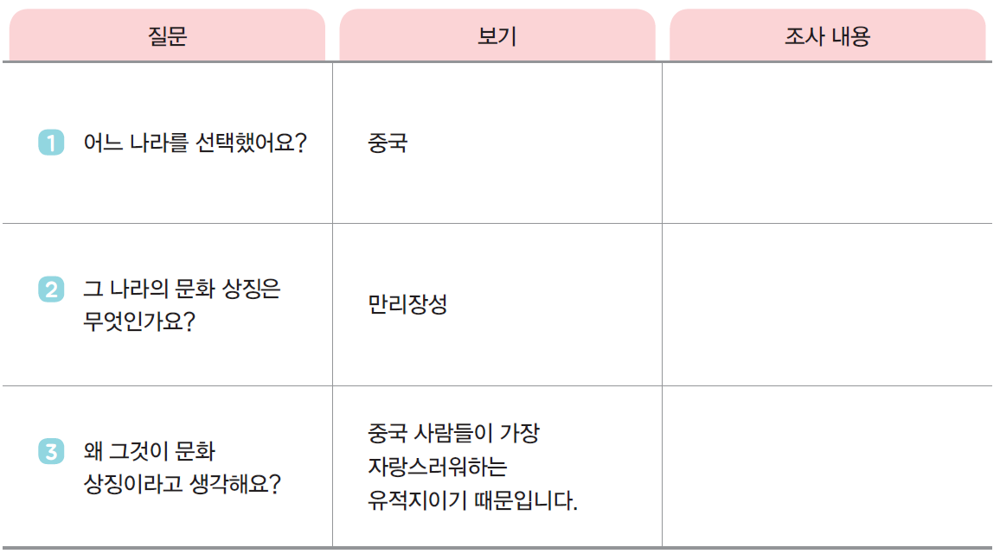 질문
보기
조사 내용
1 어느 나라를 선택했어요?
중국
2 그 나라의 문화 상징은
무엇인가요?
만리장성
3 왜 그것이 문화
상징이라고 생각해요?
중국 사람들이 가장
자랑스러워하는
유적지이기 때문입니다.